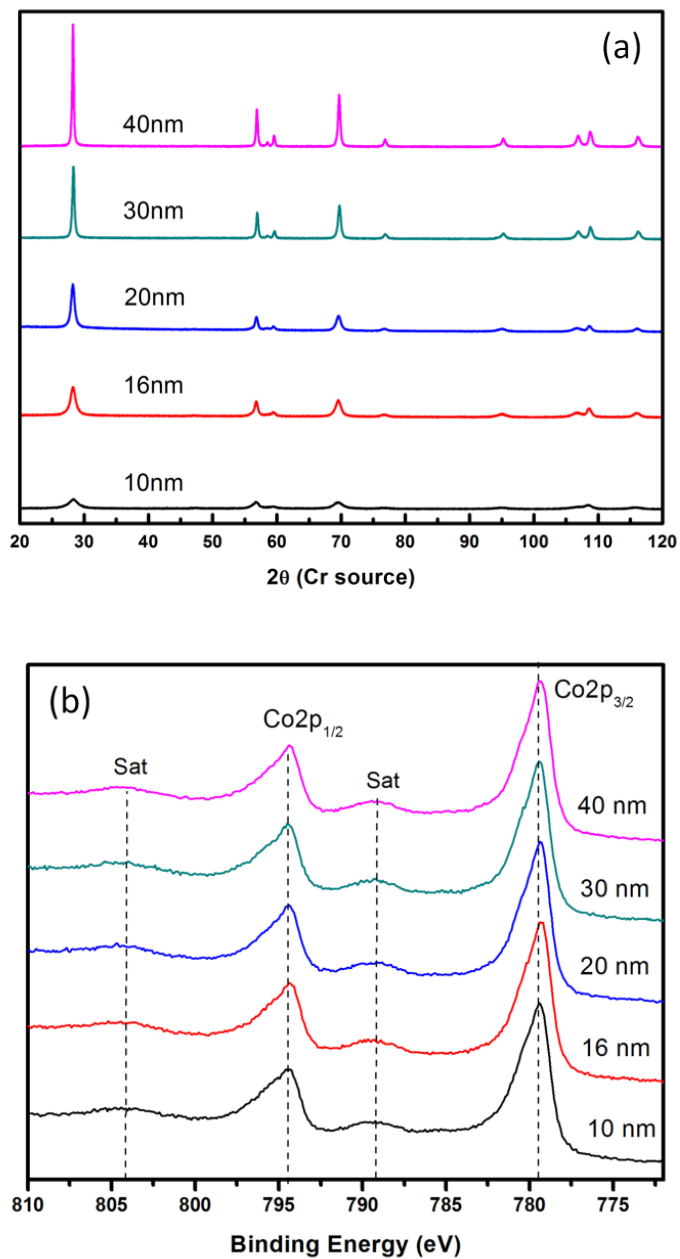 (a)
40nm
30nm
20nm
16nm
10nm
20 30 40 50 60 70 80 90 100 110 120
2θ (Cr source)
(b)
Co2p3/2
Co2p1/2
Sat
Sat
40 nm
30 nm
20 nm
16 nm
10 nm
810 805 800 795 790 785 780 775
Binding Energy (eV)